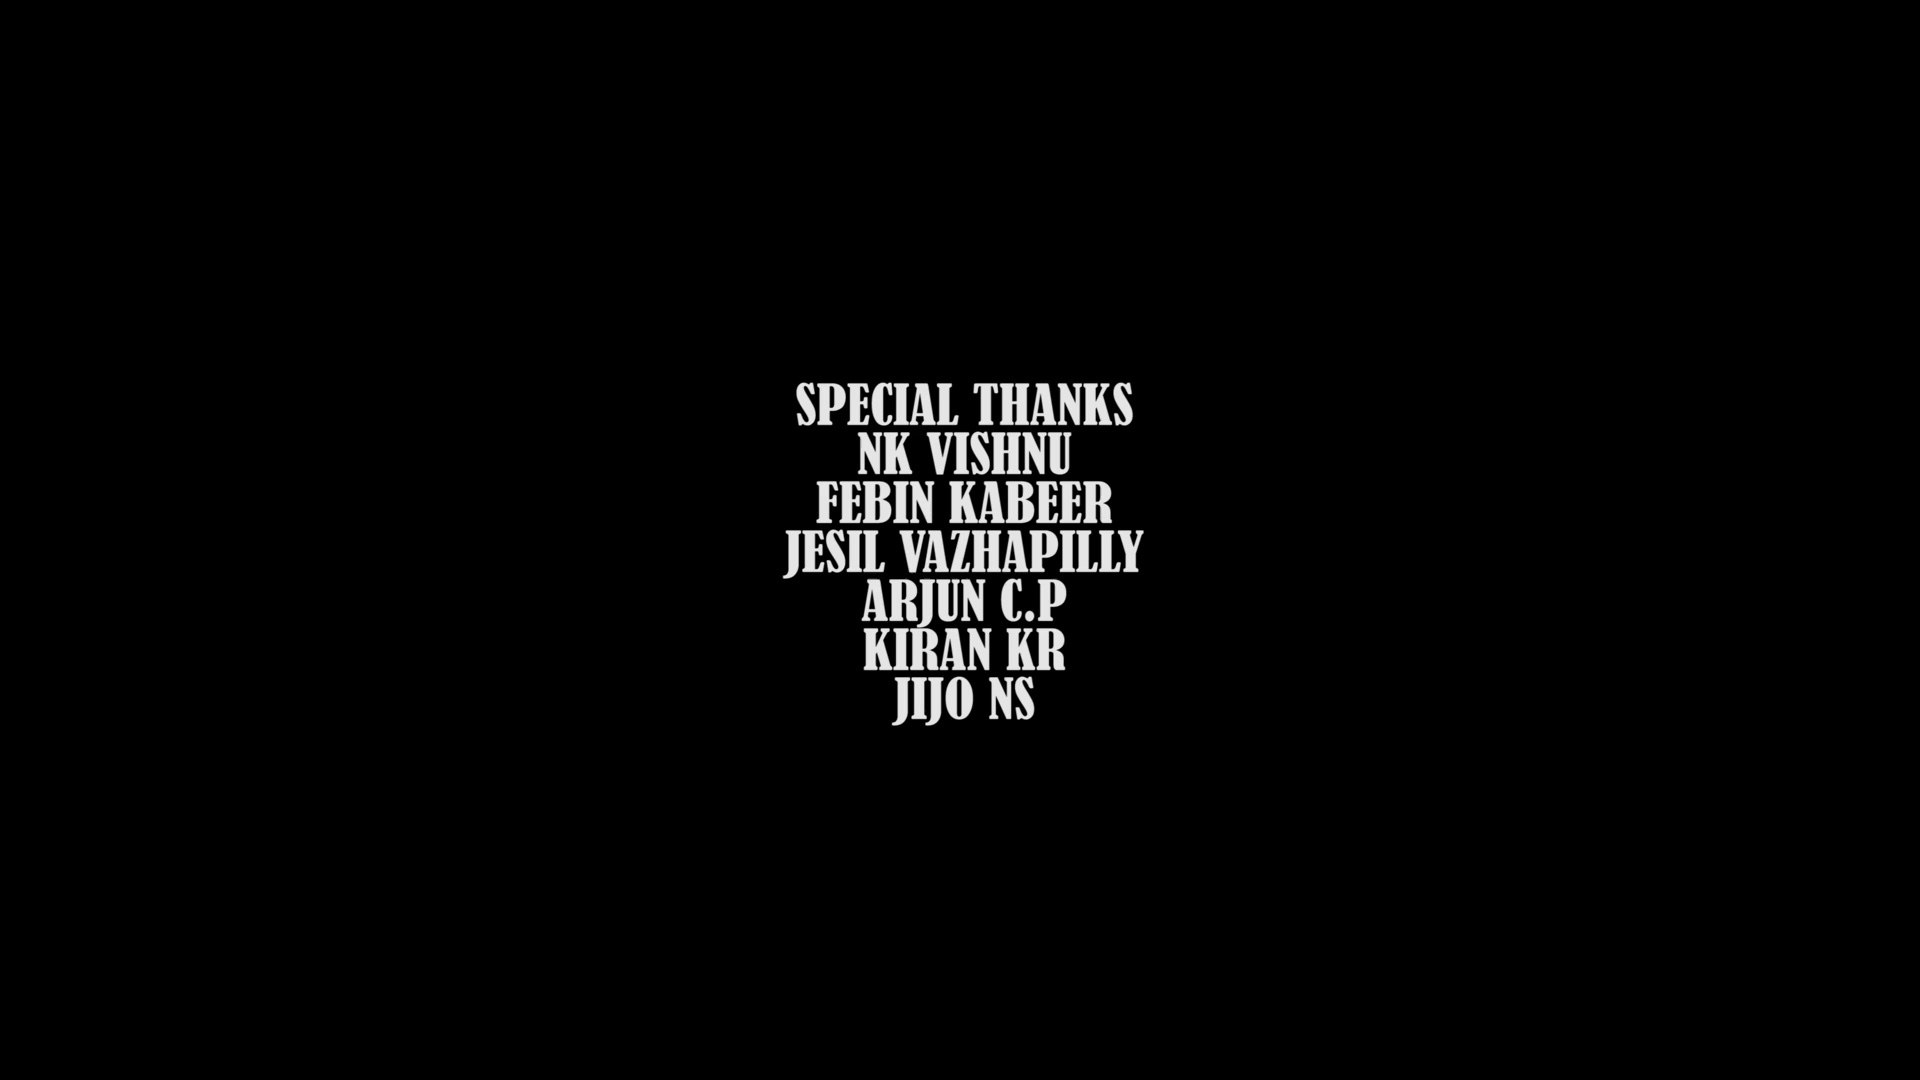 SPECIAL THANKS
NK VISHNU
FEBIN KABEER
JESIL VAZHAPILLY
ARJUN C.P
KIRAN KR
JIJO NS